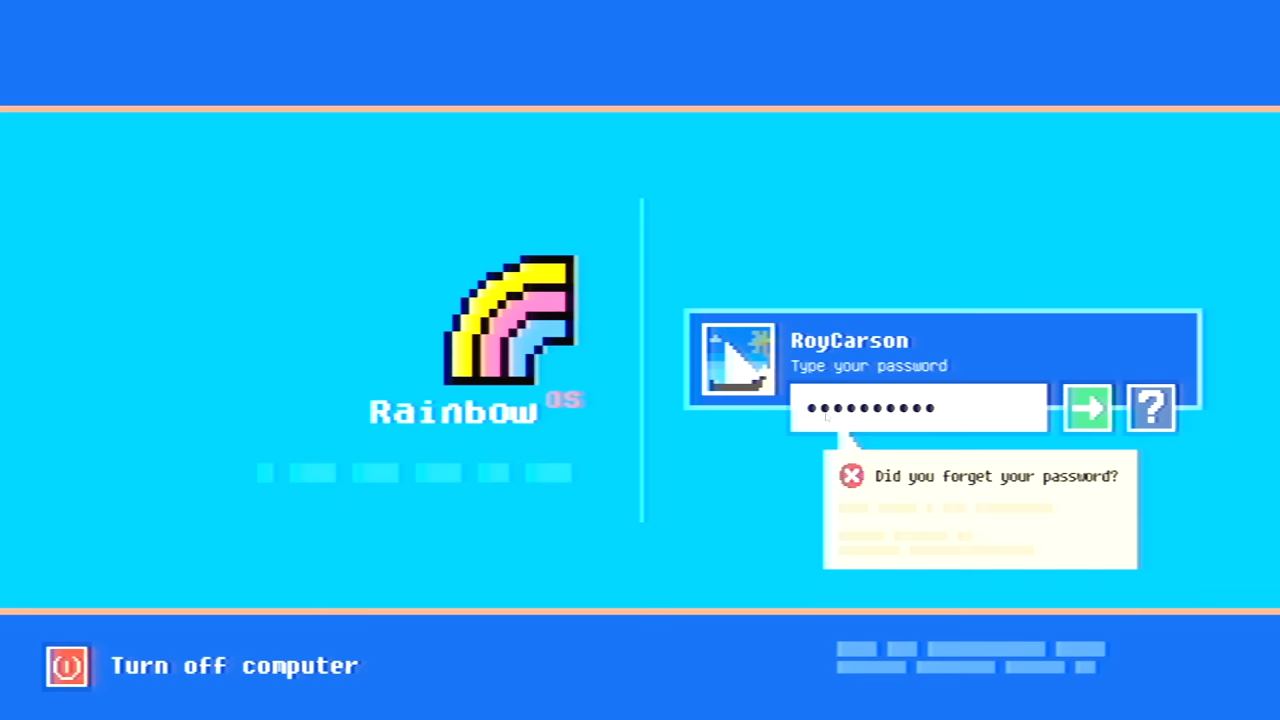 Rainbow OS
RoyCarson
Type your password
Did you forget your password?
Turn off computer